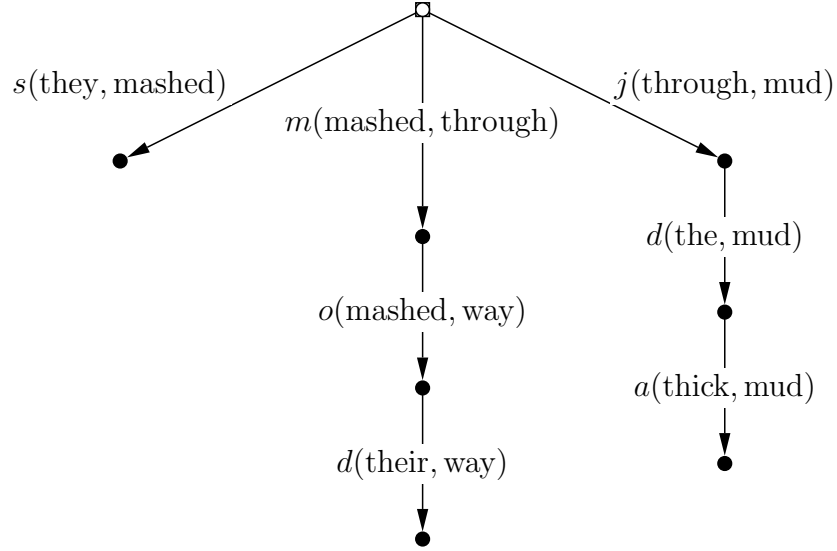 s(they, mashed)
j(through, mud)
m(mashed, through)
d(the, mud)
o(mashed, way)
a(thick, mud)
d(their, way)